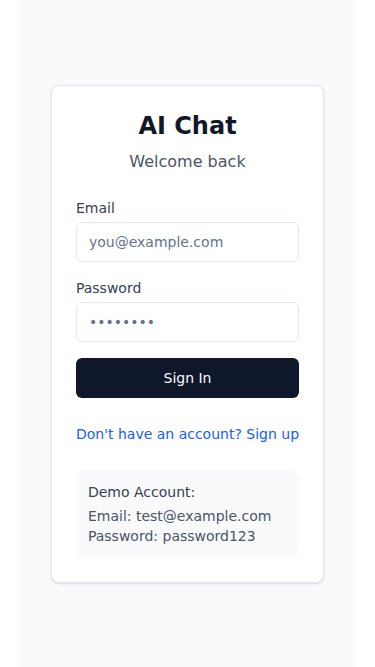 AI Chat
Welcome back
Email
you@example.com
Password
••••••••
Sign In
Don't have an account? Sign up
Demo Account:
Email: test@example.com
Password: password123